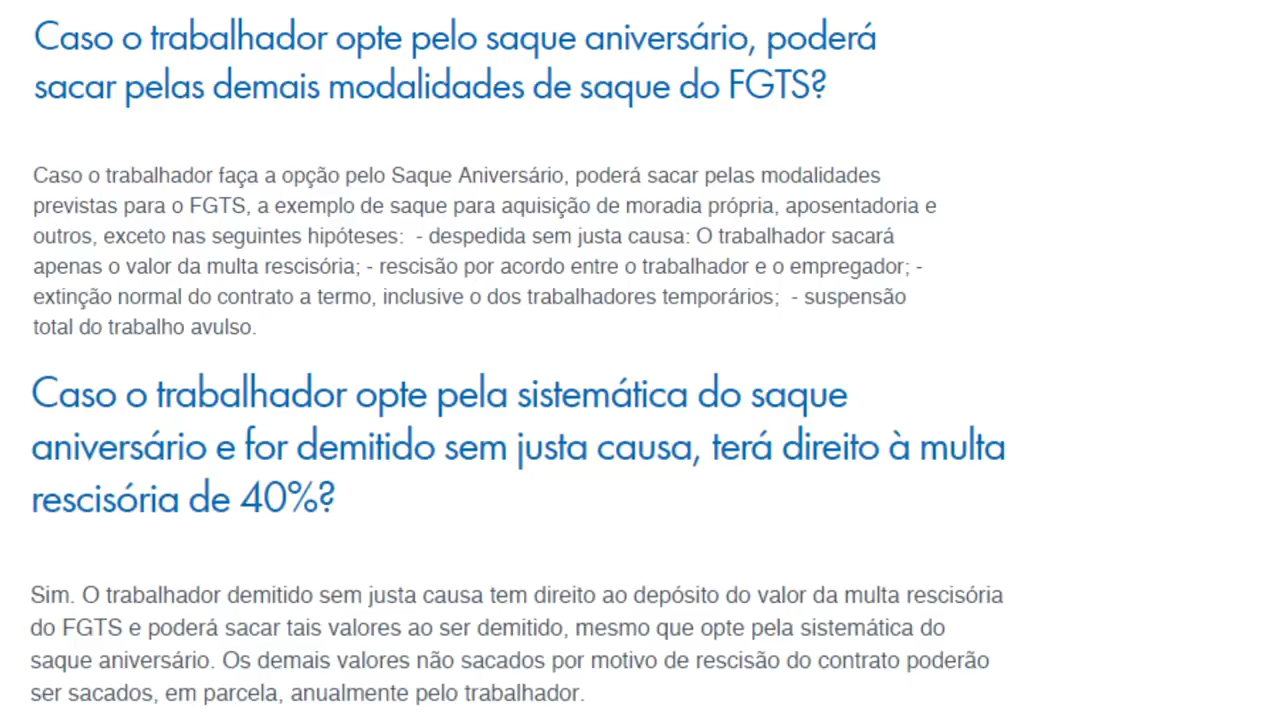 Caso o trabalhador opte pelo saque aniversário, poderá
sacar pelas demais modalidades de saque do FGTS?
Caso o trabalhador faça a opção pelo Saque Aniversário, poderá sacar pelas modalidades
previstas para o FGTS, a exemplo de saque para aquisição de moradia própria, aposentadoria e
outros, exceto nas seguintes hipóteses:  - despedida sem justa causa: O trabalhador sacará
apenas o valor da multa rescisória; - rescisão por acordo entre o trabalhador e o empregador; -
extinção normal do contrato a termo, inclusive o dos trabalhadores temporários;  - suspensão
total do trabalho avulso.
Caso o trabalhador opte pela sistemática do saque
aniversário e for demitido sem justa causa, terá direito à multa
rescisória de 40%?
Sim. O trabalhador demitido sem justa causa tem direito ao depósito do valor da multa rescisória
do FGTS e poderá sacar tais valores ao ser demitido, mesmo que opte pela sistemática do
saque aniversário. Os demais valores não sacados por motivo de rescisão do contrato poderão
ser sacados, em parcela, anualmente pelo trabalhador.